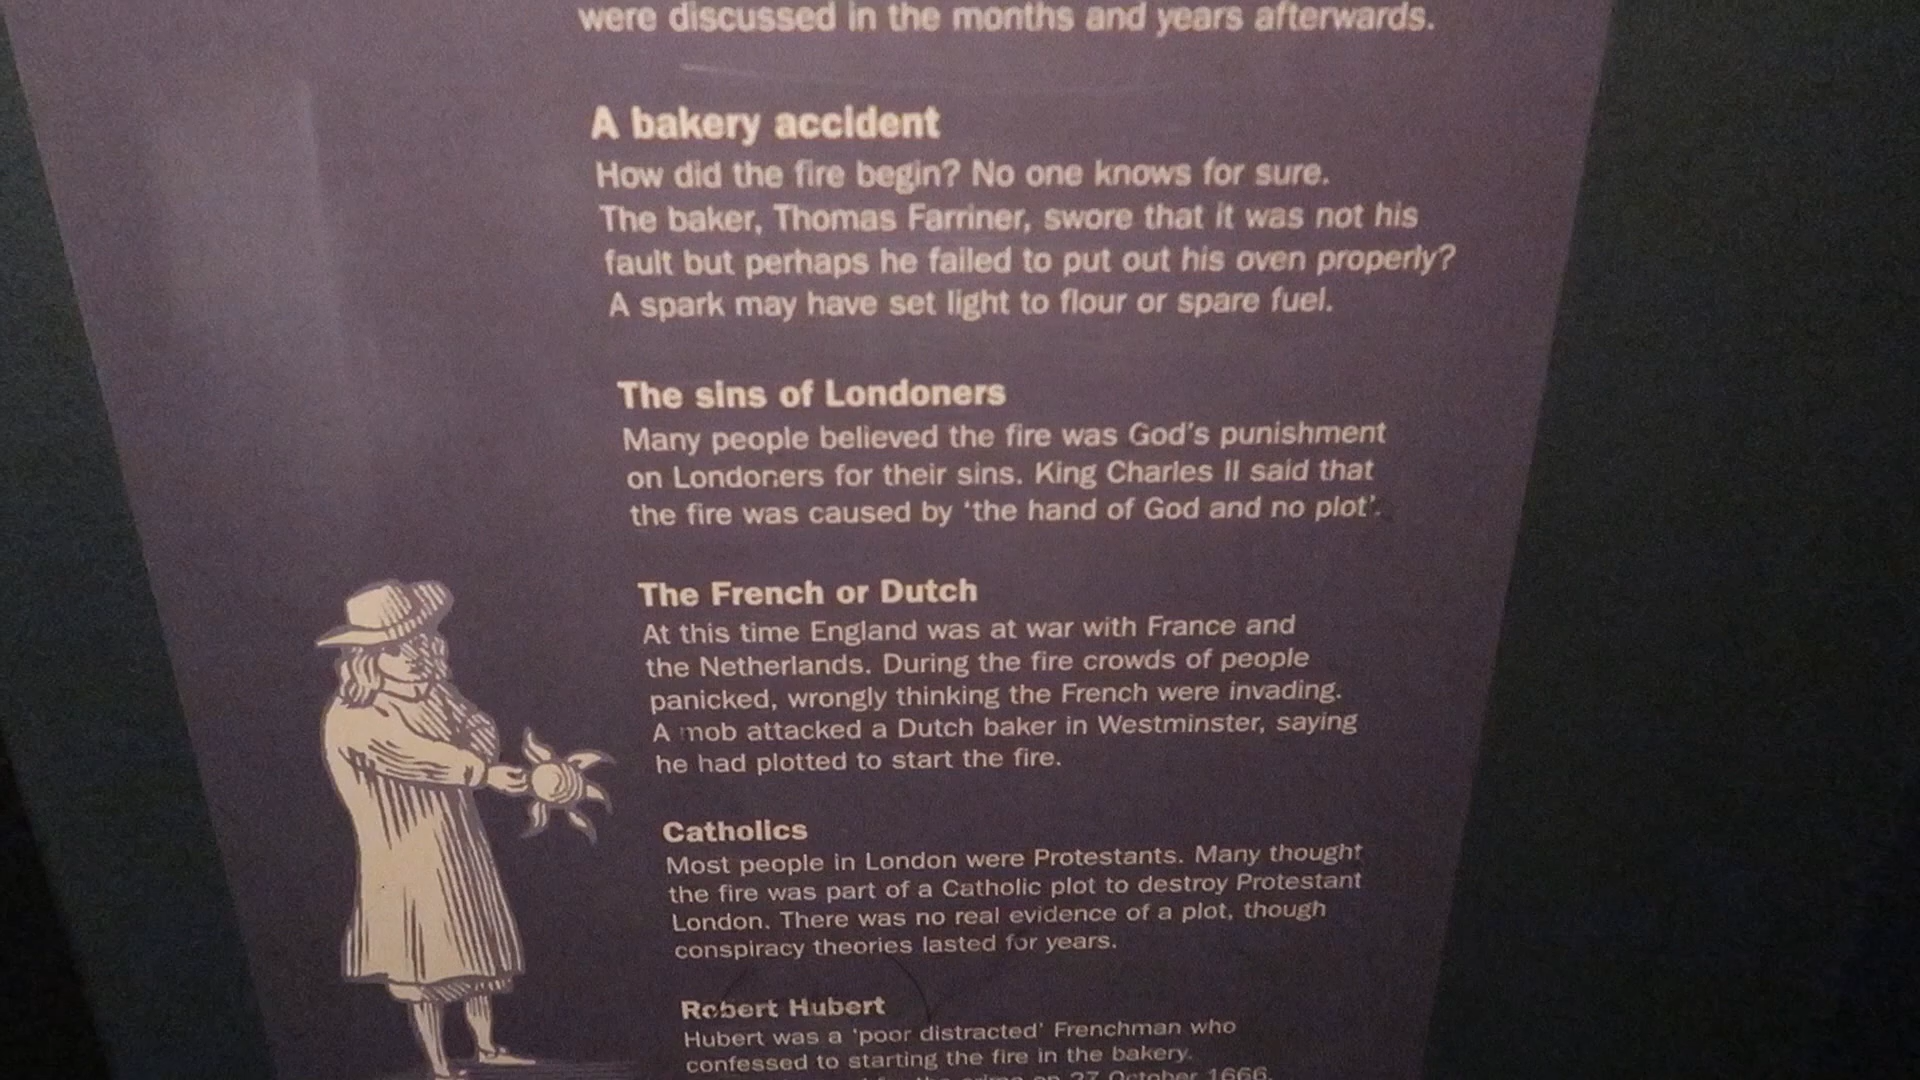 were discussed in the months and years afterwards.
A bakery accident
How did the fire begin? No one knows for sure.
The baker, Thomas Farriner, swore that it was not his
fault but perhaps he failed to put out his oven properly?
A spark may have set light to flour or spare fuel.
The sins of Londoners
Many people believed the fire was God's punishment
on Londoners for their sins. King Charles II said that
the fire was caused by 'the hand of God and no plot'.
The French or Dutch
At this time England was at war with France and
the Netherlands. During the fire crowds of people
panicked, wrongly thinking the French were invading.
A mob attacked a Dutch baker in Westminster, saying
he had plotted to start the fire.
Catholics
Most people in London were Protestants. Many thought
the fire was part of a Catholic plot to destroy Protestant
London. There was no real evidence of a plot, though
conspiracy theories lasted for years.
Robert Hubert
Hubert was a 'poor distracted' Frenchman who
confessed to starting the fire in the bakery.
the crime on 27 October 1666.